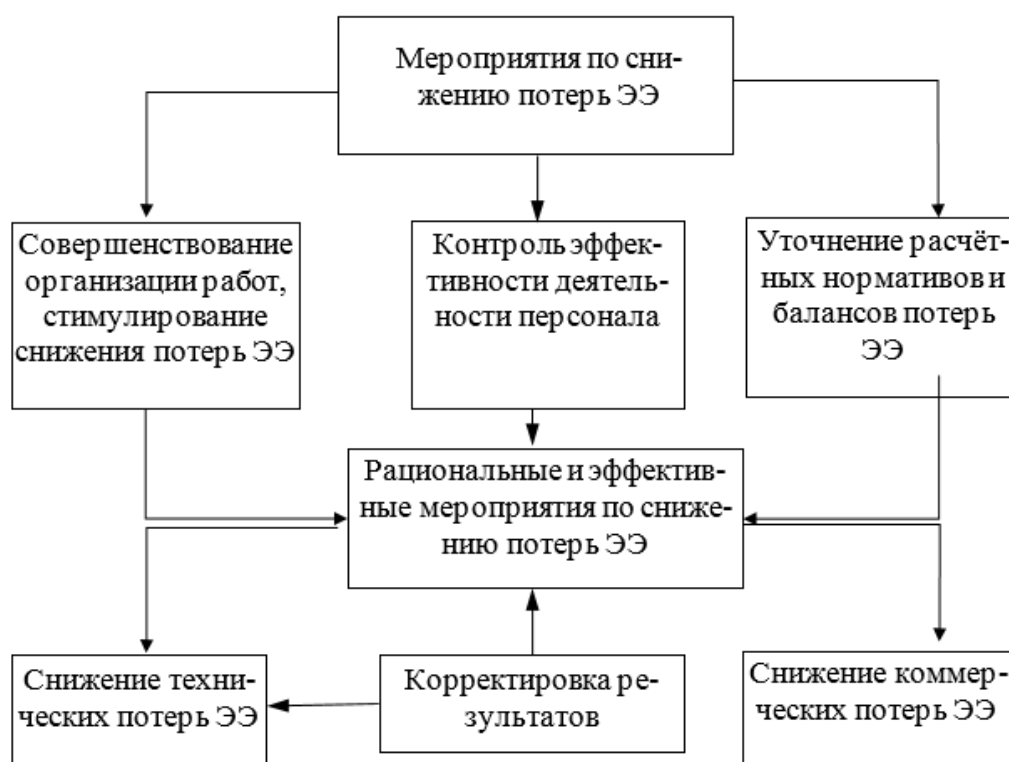 Мероприятия по сни-
жению потерь ЭЭ
Совершенствование
организации работ,
стимулирование
снижения потерь ЭЭ
Контроль эффек-
тивности деятель-
ности персонала
Уточнение расчёт-
ных нормативов и
балансов потерь
ЭЭ
Рациональные и эффектив-
ные мероприятия по сниже-
нию потерь ЭЭ
Снижение техни-
ческих потерь ЭЭ
Корректировка ре-
зультатов
Снижение коммер-
ческих потерь ЭЭ